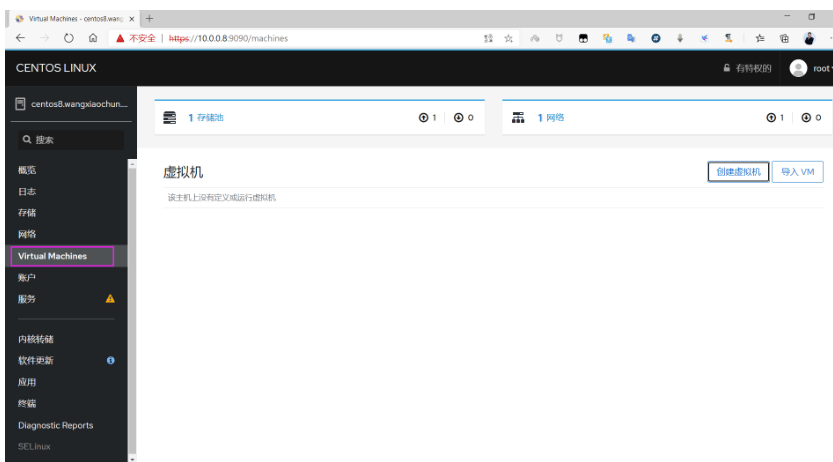 Virtual Machines - centos8.wang
不安全 | https://10.0.0.8:9090/machines
CENTOS LINUX
有特权的
root
centos8.wangxiaochun...
1 存储池
1
0
1 网络
1
0
搜索
概览
日志
存储
网络
Virtual Machines
账户
服务
内核转储
软件更新
应用
终端
Diagnostic Reports
SELinux
虚拟机
创建虚拟机
导入 VM
该主机上没有定义或运行虚拟机